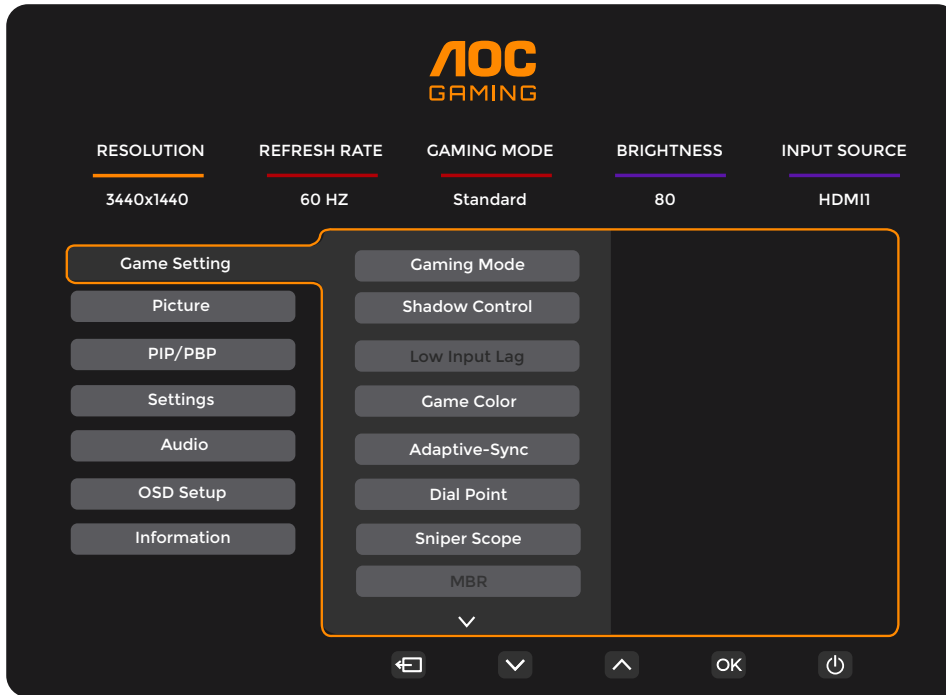 AOC
GAMING
RESOLUTION REFRESH RATE GAMING MODE BRIGHTNESS INPUT SOURCE
3440x1440 60 HZ Standard 80 HDMI1
Game Setting
Picture
PIP/PBP
Settings
Audio
OSD Setup
Information
Gaming Mode
Shadow Control
Low Input Lag
Game Color
Adaptive-Sync
Dial Point
Sniper Scope
MBR
OK